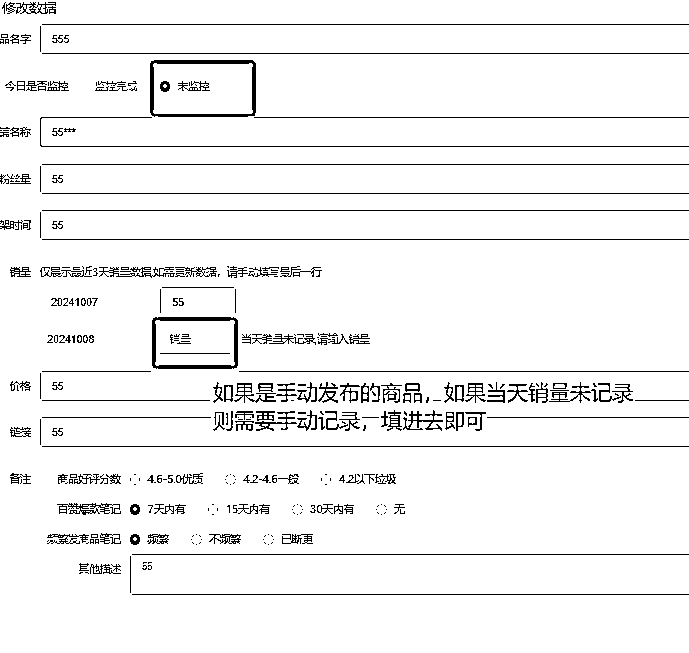 修改数据
品名字 555
今日是否监控 监控完成 未监控
铺名称 55***
粉丝量 55
架时间 55
销量 仅展示最近3天销量数据如需更新数据，请手动填写最后一行
20241007 55
20241008 销量 当天销量未记录,请输入销量
价格 55
如果是手动发布的商品，如果当天销量未记录
则需要手动记录，填进去即可
链接 55
备注 商品好评分数 4.6-5.0优质 4.2-4.6一般 4.2以下垃圾
百赞爆款笔记 7天内有 15天内有 30天内有 无
频繁发商品笔记 频繁 不频繁 已断更
其他描述 55